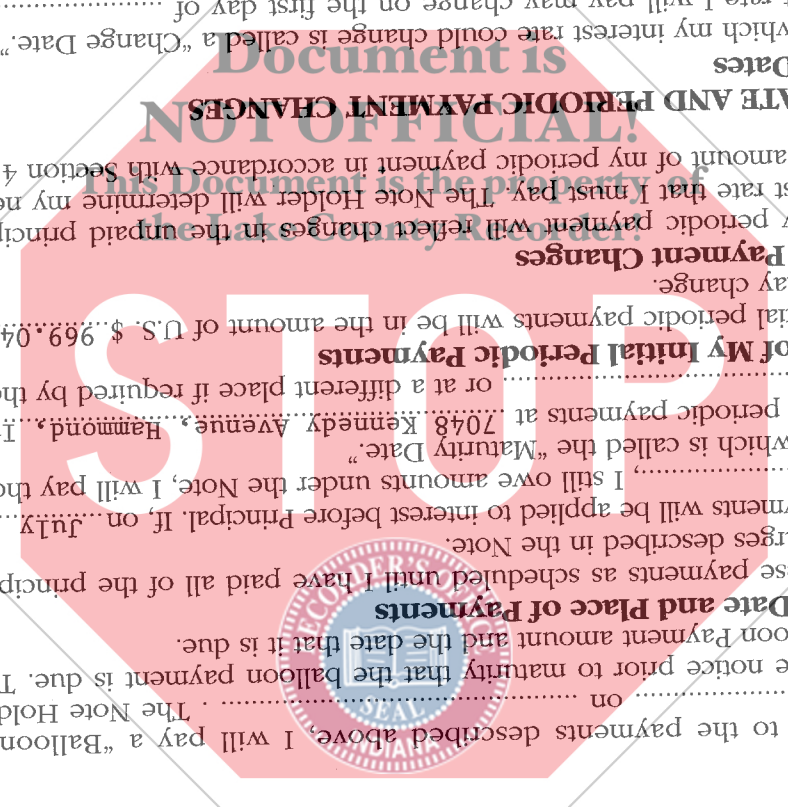 Document is
NOT OFFICIAL!
This Document is the property of
the Lake County Recorder!
STOP
RECORDER'S OFFICE
SEAL
INDIANA
to the payments described above, I will pay a “Balloon
on ........ . The Note Hold
notice prior to maturity that the balloon payment is due. T
oon Payment amount and the date that it is due.
Date and Place of Payments
se payments as scheduled until I have paid all of the princip
rges described in the Note.
yments will be applied to interest before Principal. If, on ...July...
........, I still owe amounts under the Note, I will pay tho
which is called the “Maturity Date.”
periodic payments at ..7048 Kennedy Avenue, Hammond, I
........ or at a different place if required by the
of My Initial Periodic Payments
tial periodic payments will be in the amount of U.S. $ ..969.04
ay change.
Payment Changes
y periodic payment will reflect changes in the unpaid princip
st rate that I must pay. The Note Holder will determine my ne
amount of my periodic payment in accordance with Section 4
ATE AND PERIODIC PAYMENT CHANGES
Dates
t rate I will pay may change on the first day of ........
which my interest rate could change is called a “Change Date.”